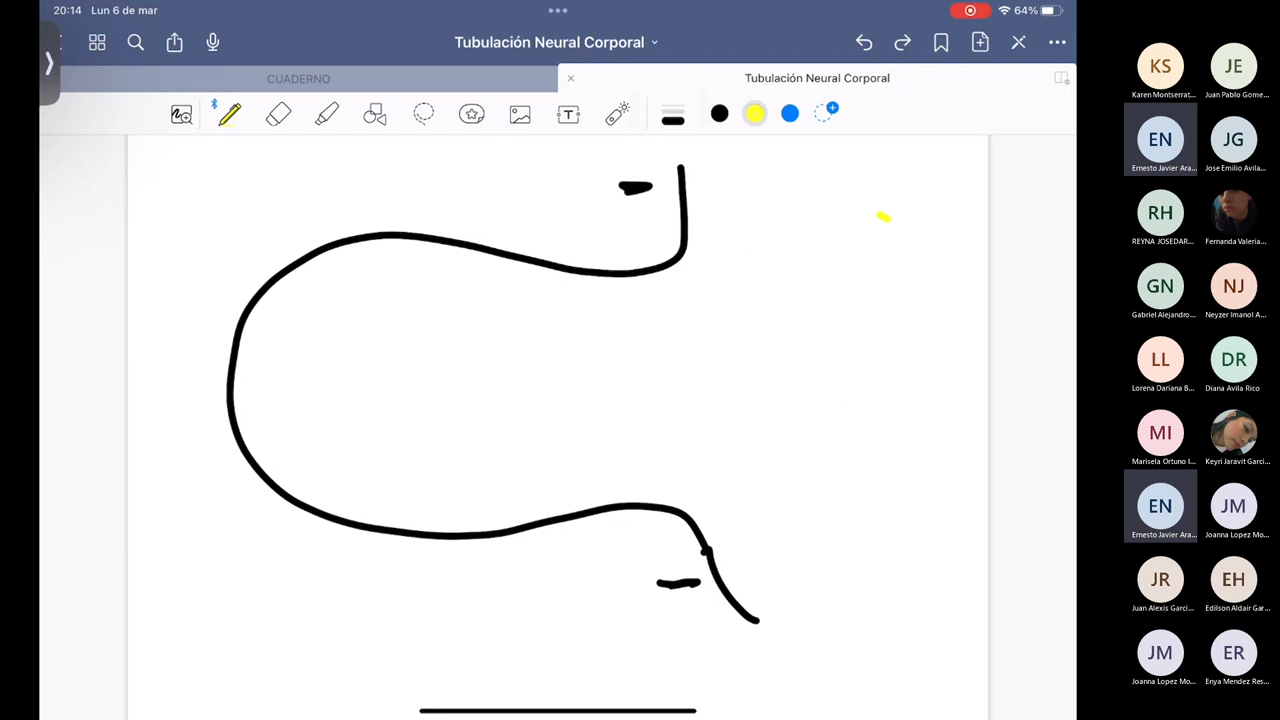 20:14 Lun 6 de mar
64%
Tubulación Neural Corporal
CUADERNO
Tubulación Neural Corporal
KS
Karen Montserrat...
JE
Juan Pablo Gome...
EN
Ernesto Javier Ara...
JG
Jose Emilio Avila...
RH
REYNA JOSEDAR...
Fernanda Valeria...
GN
Gabriel Alejandro...
NJ
Neyzer Imanol A...
LL
Lorena Dariana B...
DR
Diana Avila Rico
MI
Marisela Ortuno I...
Keyri Jaravit Garci...
EN
Ernesto Javier Ara...
JM
Joanna Lopez Mo...
JR
Juan Alexis Garci...
EH
Edilson Aldair Gar...
JM
Joanna Lopez Mo...
ER
Enya Mendez Res...